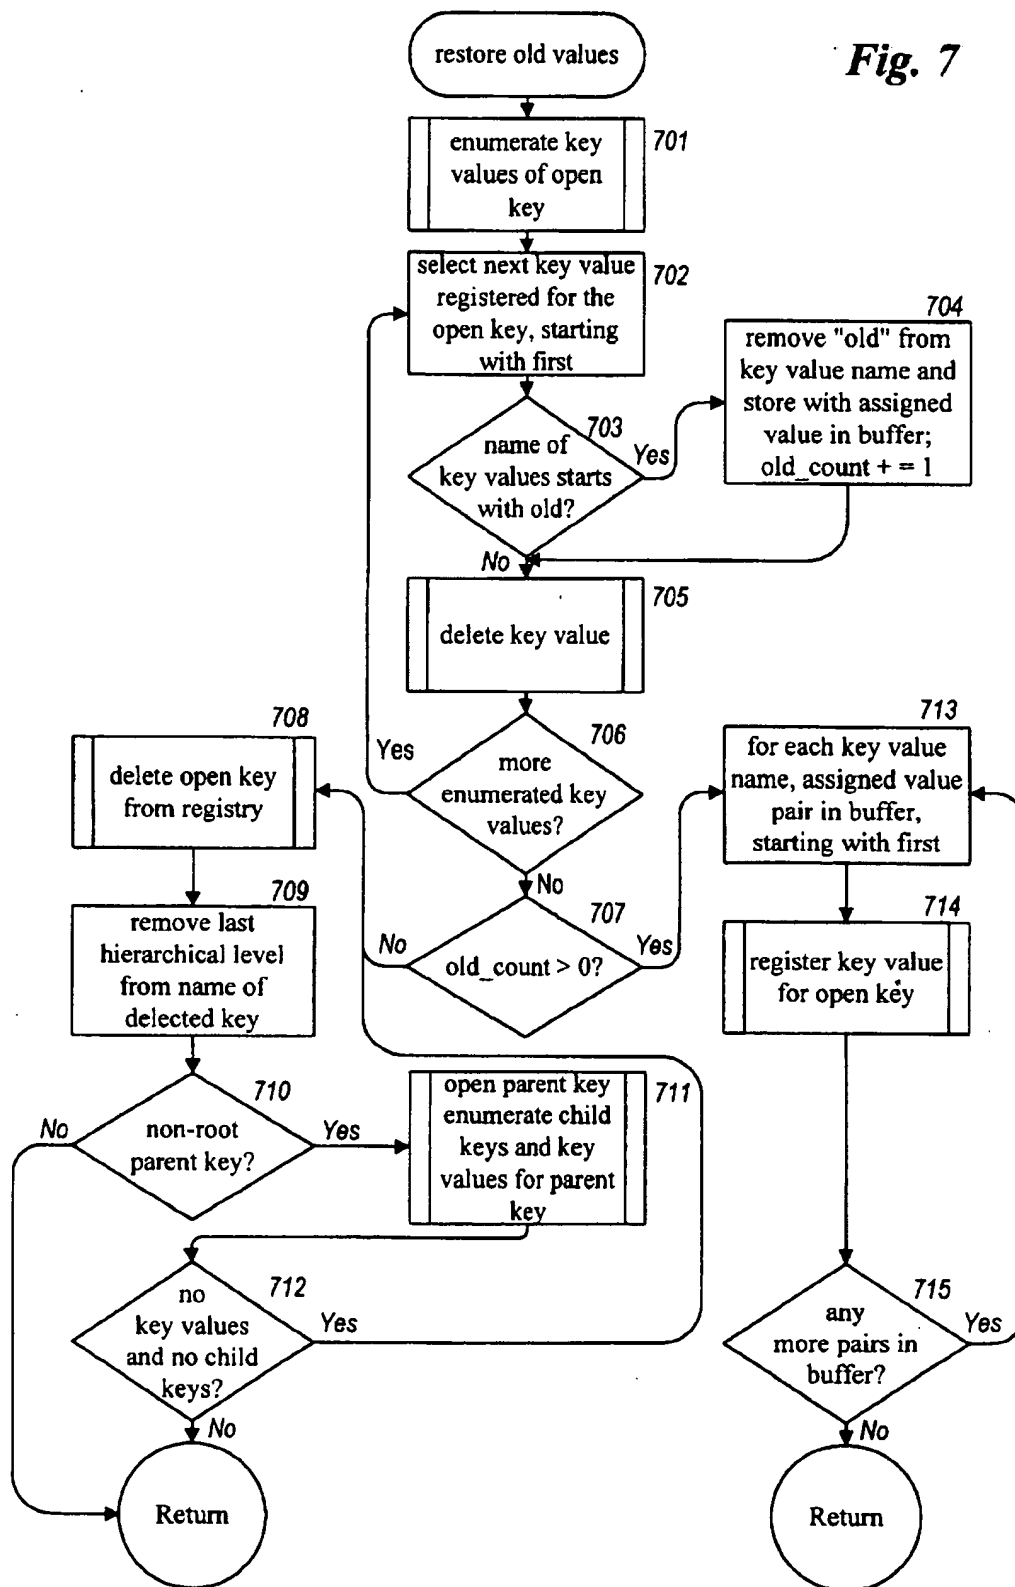 Fig. 7
restore old values
701
enumerate key
values of open
key
702
select next key value
registered for the
open key, starting
with first
703
name of
key values starts
with old?
Yes
No
704
remove "old" from
key value name and
store with assigned
value in buffer;
old_count + = 1
705
delete key value
706
more
enumerated key
values?
Yes
No
707
old_count > 0?
No
Yes
708
delete open key
from registry
709
remove last
hierarchical level
from name of
delected key
710
non-root
parent key?
No
Yes
711
open parent key
enumerate child
keys and key
values for parent
key
712
no
key values
and no child
keys?
Yes
No
Return
713
for each key value
name, assigned value
pair in buffer,
starting with first
714
register key value
for open key
715
any
more pairs in
buffer?
Yes
No
Return